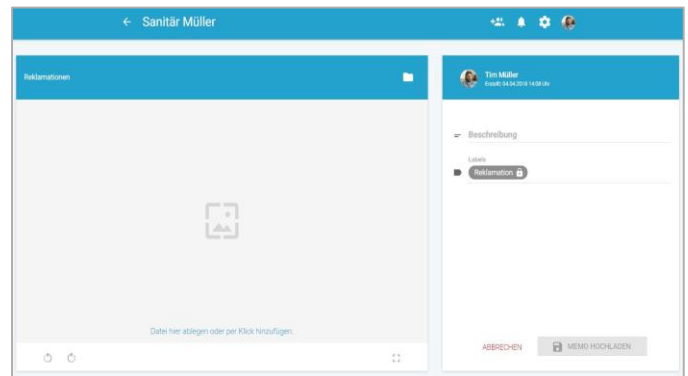 Sanitär Müller
Reklamationen
Tim Müller
Erstellt: 04.04.2018 14:08 Uhr
Beschreibung
Labels
Reklamation
Datei hier ablegen oder per Klick hinzufügen.
ABBRECHEN
MEMO HOCHLADEN